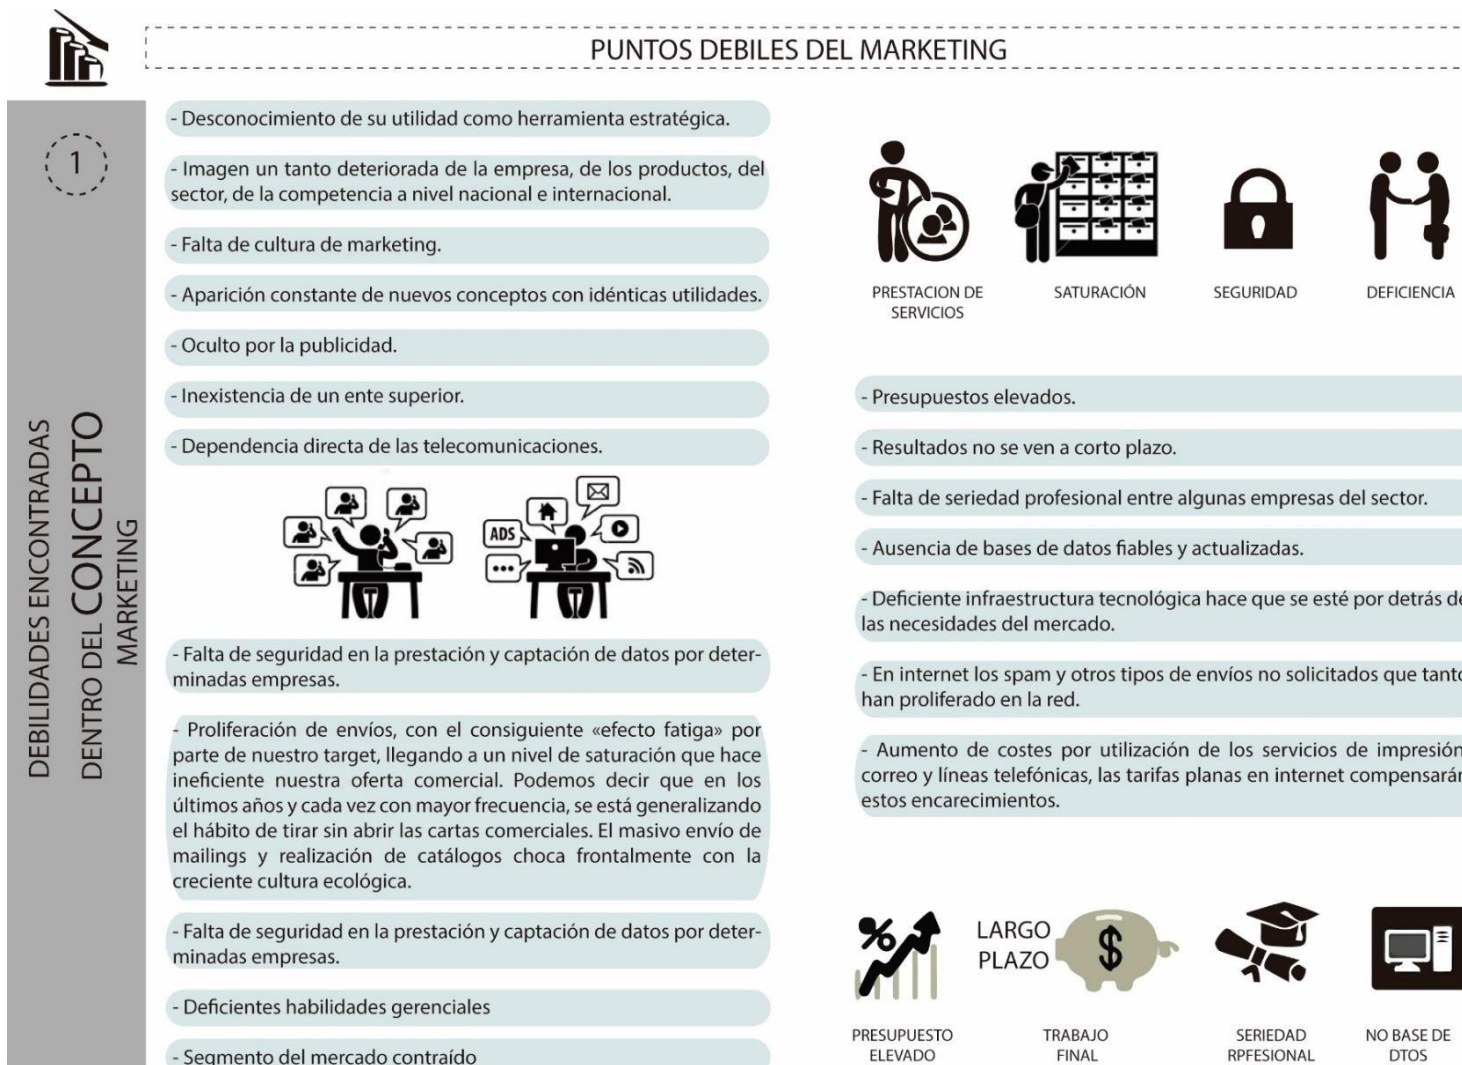 PUNTOS DEBILES DEL MARKETING
1
DEBILIDADES ENCONTRADAS
DENTRO DEL CONCEPTO
MARKETING
- Desconocimiento de su utilidad como herramienta estratégica.
- Imagen un tanto deteriorada de la empresa, de los productos, del
sector, de la competencia a nivel nacional e internacional.
- Falta de cultura de marketing.
- Aparición constante de nuevos conceptos con idénticas utilidades.
- Oculto por la publicidad.
- Inexistencia de un ente superior.
- Dependencia directa de las telecomunicaciones.
ADS
- Falta de seguridad en la prestación y captación de datos por deter-
minadas empresas.
- Proliferación de envíos, con el consiguiente «efecto fatiga» por
parte de nuestro target, llegando a un nivel de saturación que hace
ineficiente nuestra oferta comercial. Podemos decir que en los
últimos años y cada vez con mayor frecuencia, se está generalizando
el hábito de tirar sin abrir las cartas comerciales. El masivo envío de
mailings y realización de catálogos choca frontalmente con la
creciente cultura ecológica.
- Falta de seguridad en la prestación y captación de datos por deter-
minadas empresas.
- Deficientes habilidades gerenciales
- Segmento del mercado contraído
PRESTACION DE
SERVICIOS
SATURACIÓN
SEGURIDAD
DEFICIENCIA
- Presupuestos elevados.
- Resultados no se ven a corto plazo.
- Falta de seriedad profesional entre algunas empresas del sector.
- Ausencia de bases de datos fiables y actualizadas.
- Deficiente infraestructura tecnológica hace que se esté por detrás de
las necesidades del mercado.
- En internet los spam y otros tipos de envíos no solicitados que tanto
han proliferado en la red.
- Aumento de costes por utilización de los servicios de impresión
correo y líneas telefónicas, las tarifas planas en internet compensarán
estos encarecimientos.
%
LARGO
PLAZO
$
PRESUPUESTO
ELEVADO
TRABAJO
FINAL
SERIEDAD
RPFESIONAL
NO BASE DE
DTOS